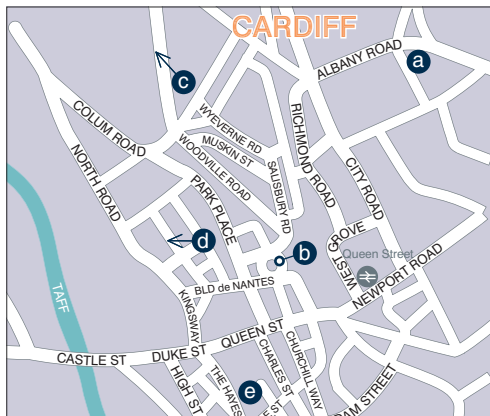 CARDIFF
ALBANY ROAD
a
c
COLUM ROAD
WYEVERNE RD
MUSKIN ST
WOODVILLE ROAD
RICHMOND ROAD
CITY ROAD
NORTH ROAD
PARK PLACE
SALISBURY RD
d
b
WEST GROVE
Queen Street
NEWPORT ROAD
BLD de NANTES
KINGSWAY
TAFF
CASTLE ST
DUKE ST
QUEEN ST
HIGH ST
THE HAYES
CHARLES ST
CHURCHILL WAY
e
E ST
DAM STREET